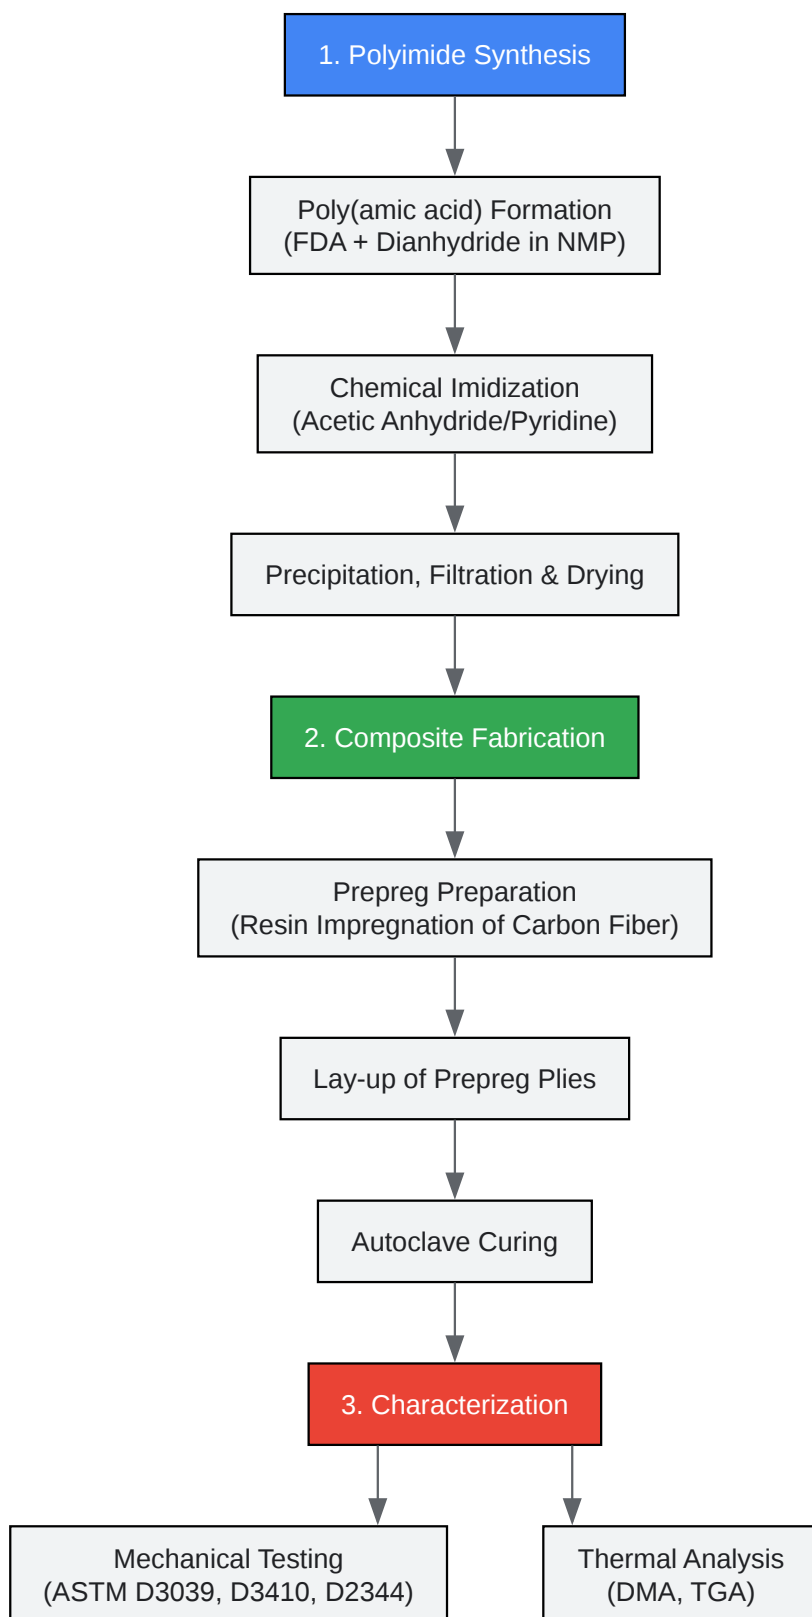 1. Polyimide Synthesis
Poly(amic acid) Formation
(FDA + Dianhydride in NMP)
Chemical Imidization
(Acetic Anhydride/Pyridine)
Precipitation, Filtration & Drying
2. Composite Fabrication
Prepreg Preparation
(Resin Impregnation of Carbon Fiber)
Lay-up of Prepreg Plies
Autoclave Curing
3. Characterization
Mechanical Testing
(ASTM D3039, D3410, D2344)
Thermal Analysis
(DMA, TGA)